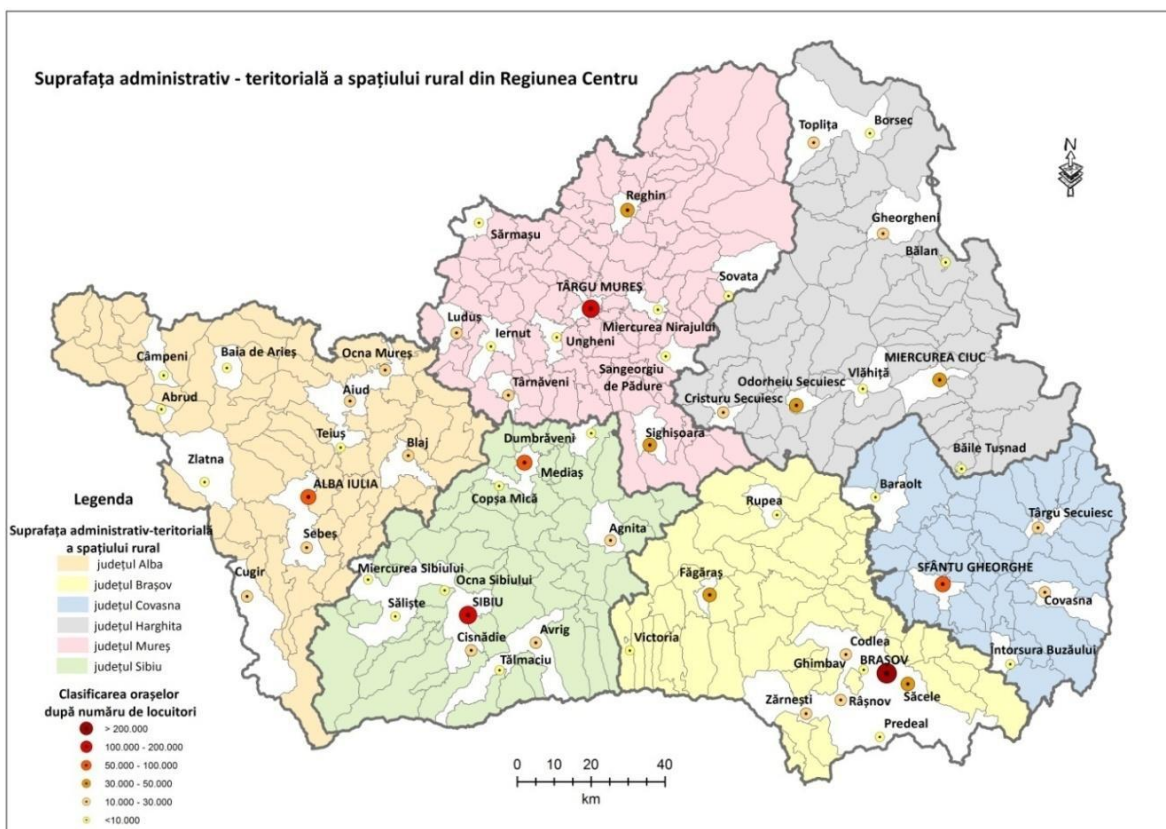 Suprafața administrativ - teritorială a spațiului rural din Regiunea Centru
N
Toplița
Borsec
Reghin
Gheorgheni
Sărmașu
Bălan
Sovata
TÂRGU MUREȘ
Luduș
Iernut
Miercurea Nirajului
Ungheni
Câmpeni
Baia de Arieș
Ocna Mureș
Sangeorgiu
de Pădure
MIERCUREA CIUC
Vlăhița
Odorheiu Secuiesc
Cristuru Secuiesc
Aiud
Târnăveni
Abrud
Teiuș
Blaj
Dumbrăveni
Sighișoara
Zlatna
Mediaș
Băile Tușnad
Copșa Mică
Baraolt
ALBA IULIA
Rupea
Târgu Secuiesc
Agnita
Sebeș
SFÂNTU GHEORGHE
Miercurea Sibiului
Făgăraș
Cugir
Ocna Sibiului
Covasna
SIBIU
Săliște
Avrig
Codlea
Cisnădie
Victoria
Întorsura Buzăului
Ghimbav
BRAȘOV
Tălmaciu
Săcele
Zărnești
Râșnov
Predeal
Legenda
Suprafața administrativ-teritorială
a spațiului rural
județul Alba
județul Brașov
județul Covasna
județul Harghita
județul Mureș
județul Sibiu
Clasificarea orașelor
după număru de locuitori
> 200.000
100.000 - 200.000
50.000 - 100.000
30.000 - 50.000
10.000 - 30.000
<10.000
0 10 20 40
km